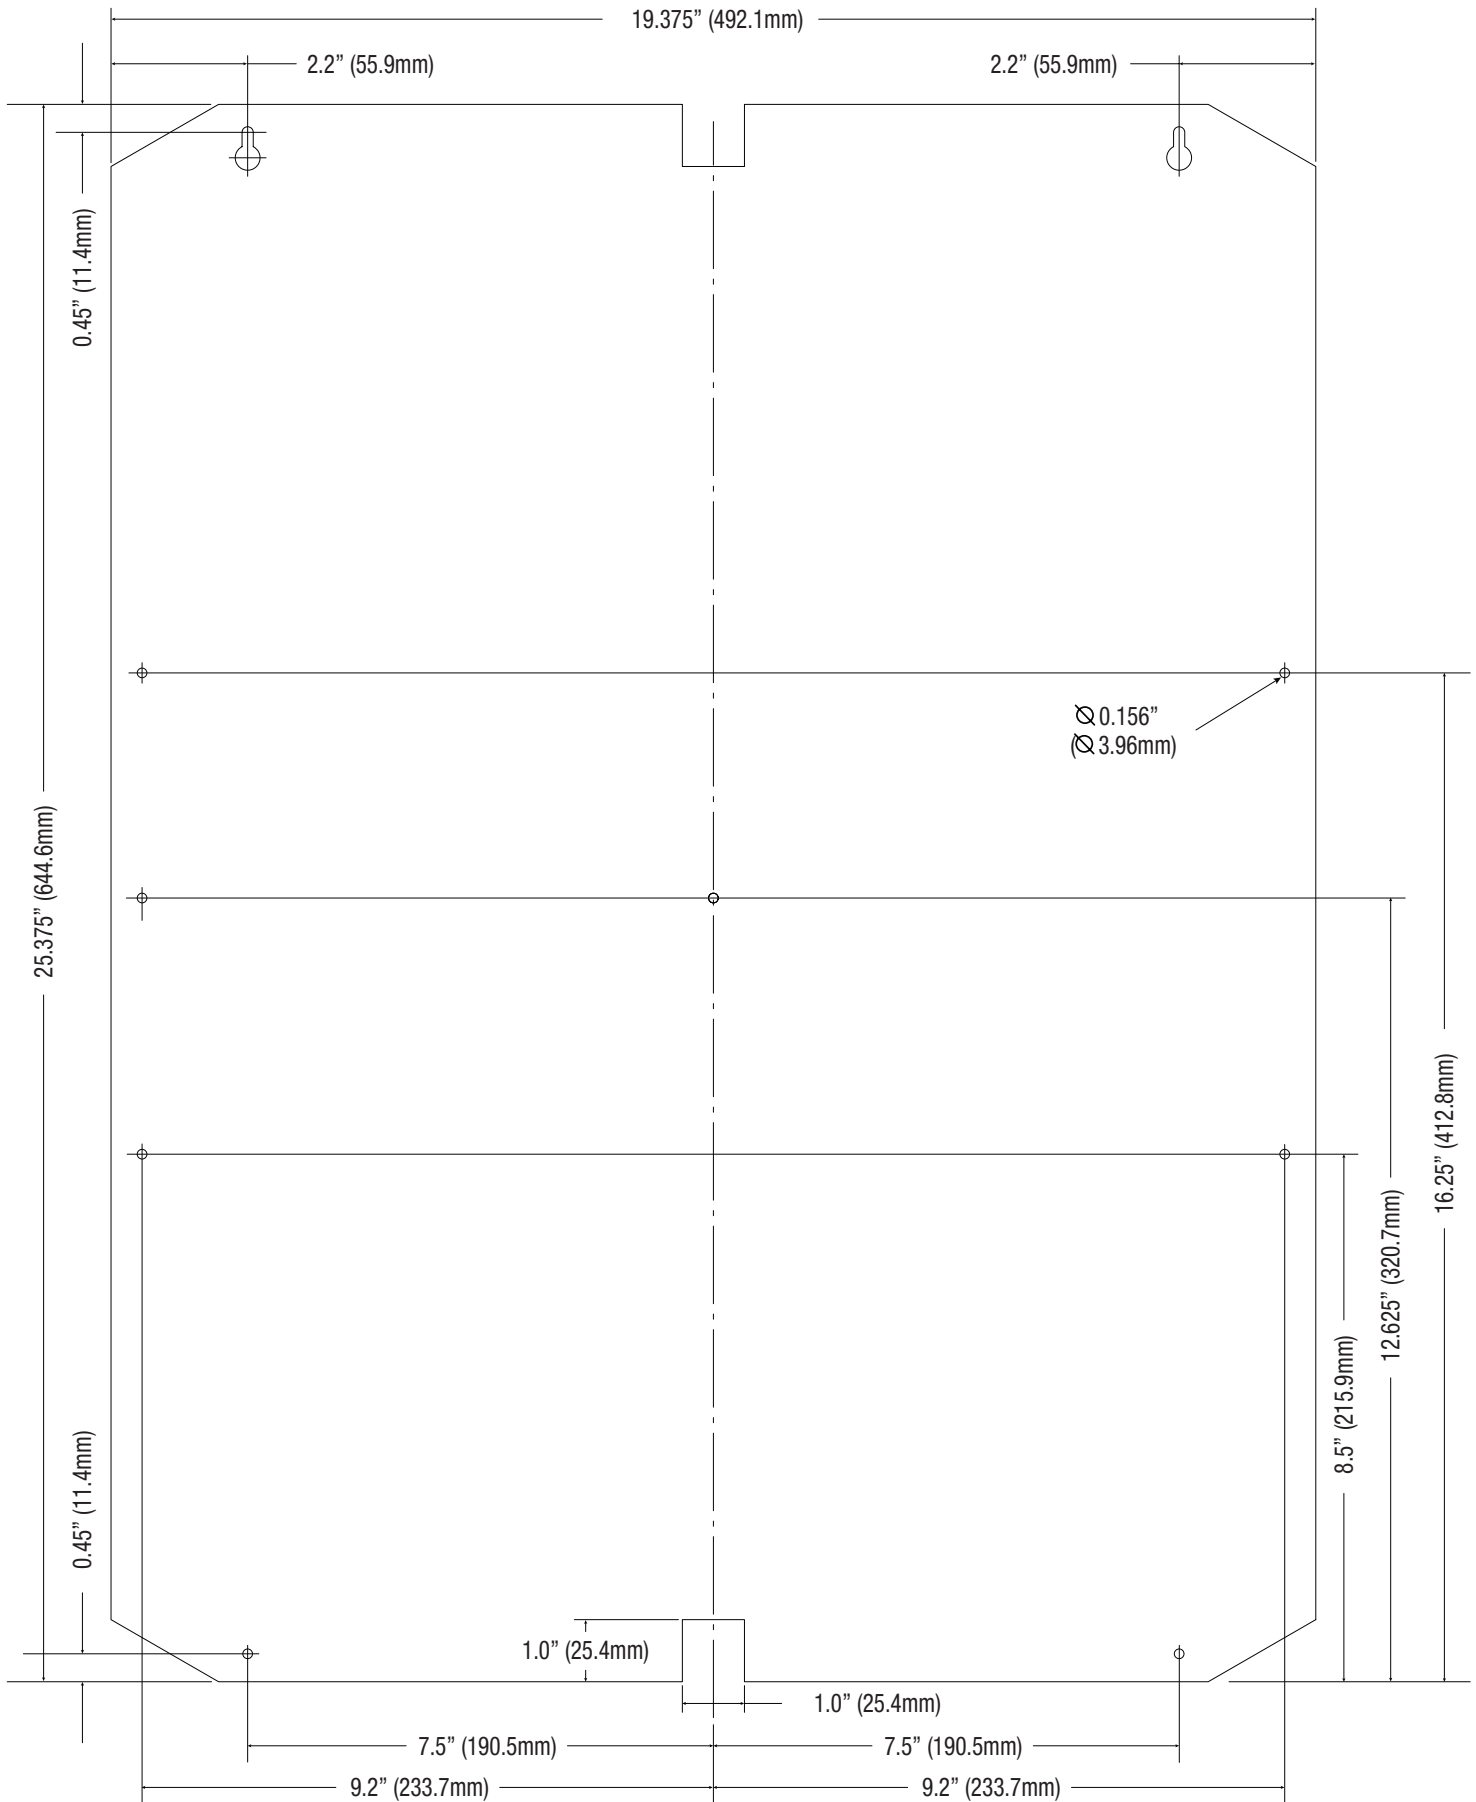 19.375” (492.1mm)
2.2” (55.9mm)
2.2” (55.9mm)
0.45” (11.4mm)
Ø 0.156”
(Ø 3.96mm)
25.375” (644.6mm)
16.25” (412.8mm)
12.625” (320.7mm)
8.5” (215.9mm)
0.45” (11.4mm)
1.0” (25.4mm)
1.0” (25.4mm)
7.5” (190.5mm)
7.5” (190.5mm)
9.2” (233.7mm)
9.2” (233.7mm)